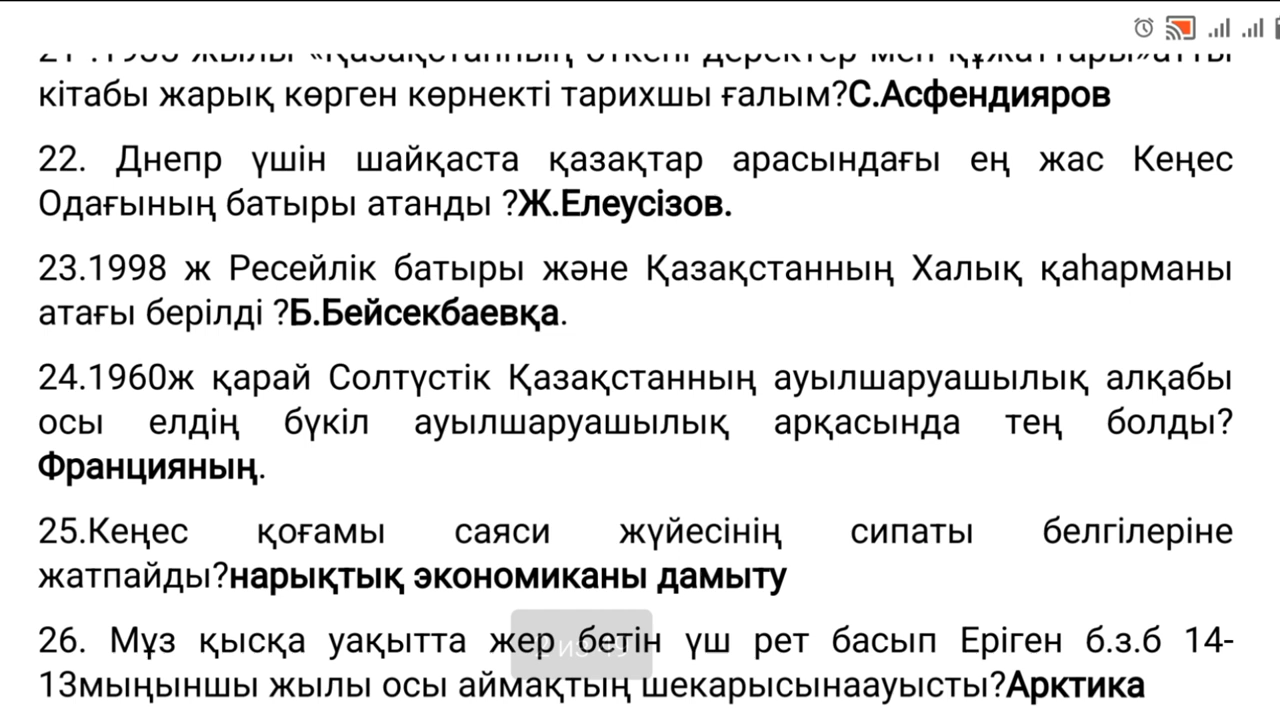 кітабы жарық көрген көрнекті тарихшы ғалым?С.Асфендияров
22. Днепр үшін шайқаста қазақтар арасындағы ең жас Кеңес
Одағының батыры атанды ?Ж.Елеусізов.
23.1998 ж Ресейлік батыры және Қазақстанның Халық қаһарманы
атағы берілді ?Б.Бейсекбаевқа.
24.1960ж қарай Солтүстік Қазақстанның ауылшаруашылық алқабы
осы елдің бүкіл ауылшаруашылық арқасында тең болды?
Францияның.
25.Кеңес қоғамы саяси жүйесінің сипаты белгілеріне
жатпайды?нарықтық экономиканы дамыту
26. Мұз қысқа уақытта жер бетін үш рет басып Еріген б.з.б 14-
13мыңыншы жылы осы аймақтың шекарысынааауысты?Арктика